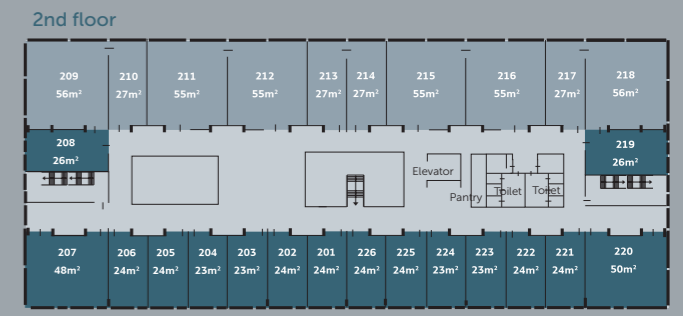 2nd floor
209
56m²
210
27m²
211
55m²
212
55m²
213
27m²
214
27m²
215
55m²
216
55m²
217
27m²
218
56m²
208
26m²
219
26m²
Elevator
Pantry
Toilet
Toilet
207
48m²
206
24m²
205
24m²
204
23m²
203
23m²
202
24m²
201
24m²
226
24m²
225
24m²
224
23m²
223
23m²
222
24m²
221
24m²
220
50m²